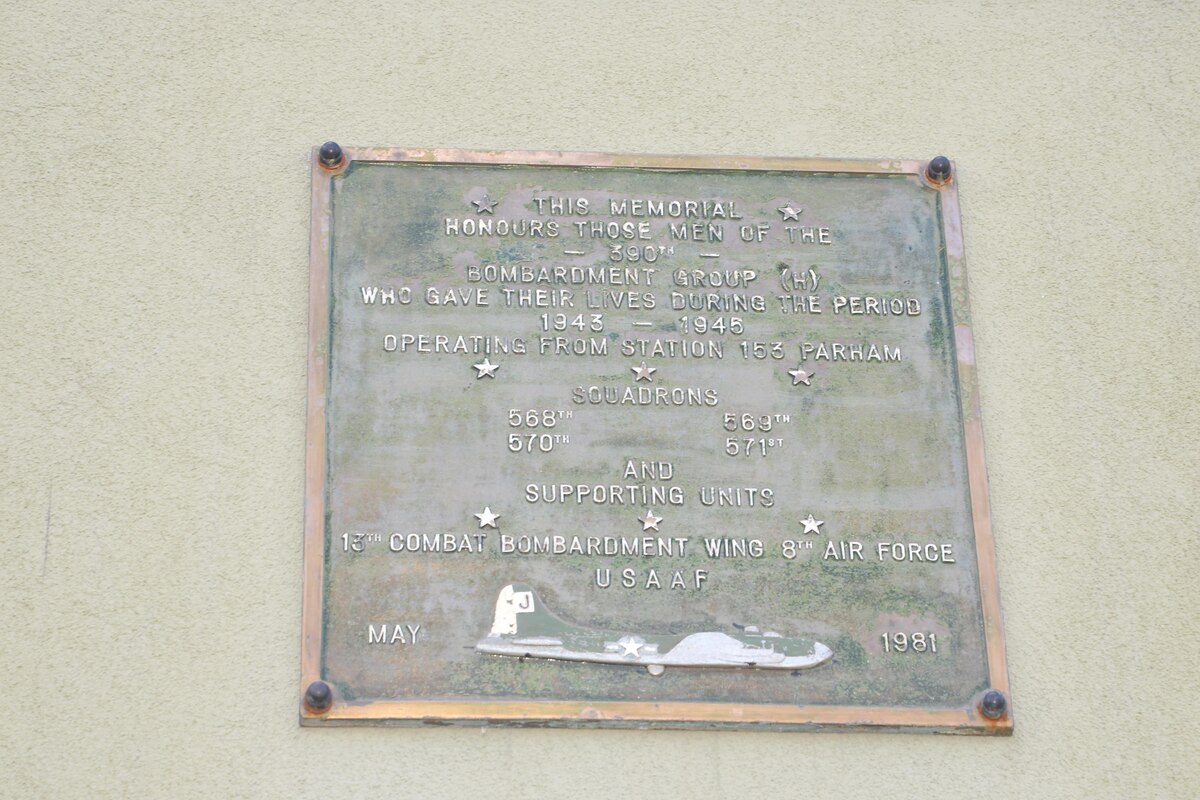 THIS MEMORIAL
HONOURS THOSE MEN OF THE
— 390TH —
BOMBARDMENT GROUP (H)
WHO GAVE THEIR LIVES DURING THE PERIOD
1943 — 1945
OPERATING FROM STATION 153 PARHAM
SQUADRONS
568TH 569TH
570TH 571ST
AND
SUPPORTING UNITS
13TH COMBAT BOMBARDMENT WING 8TH AIR FORCE
USAAF
J
MAY 1981